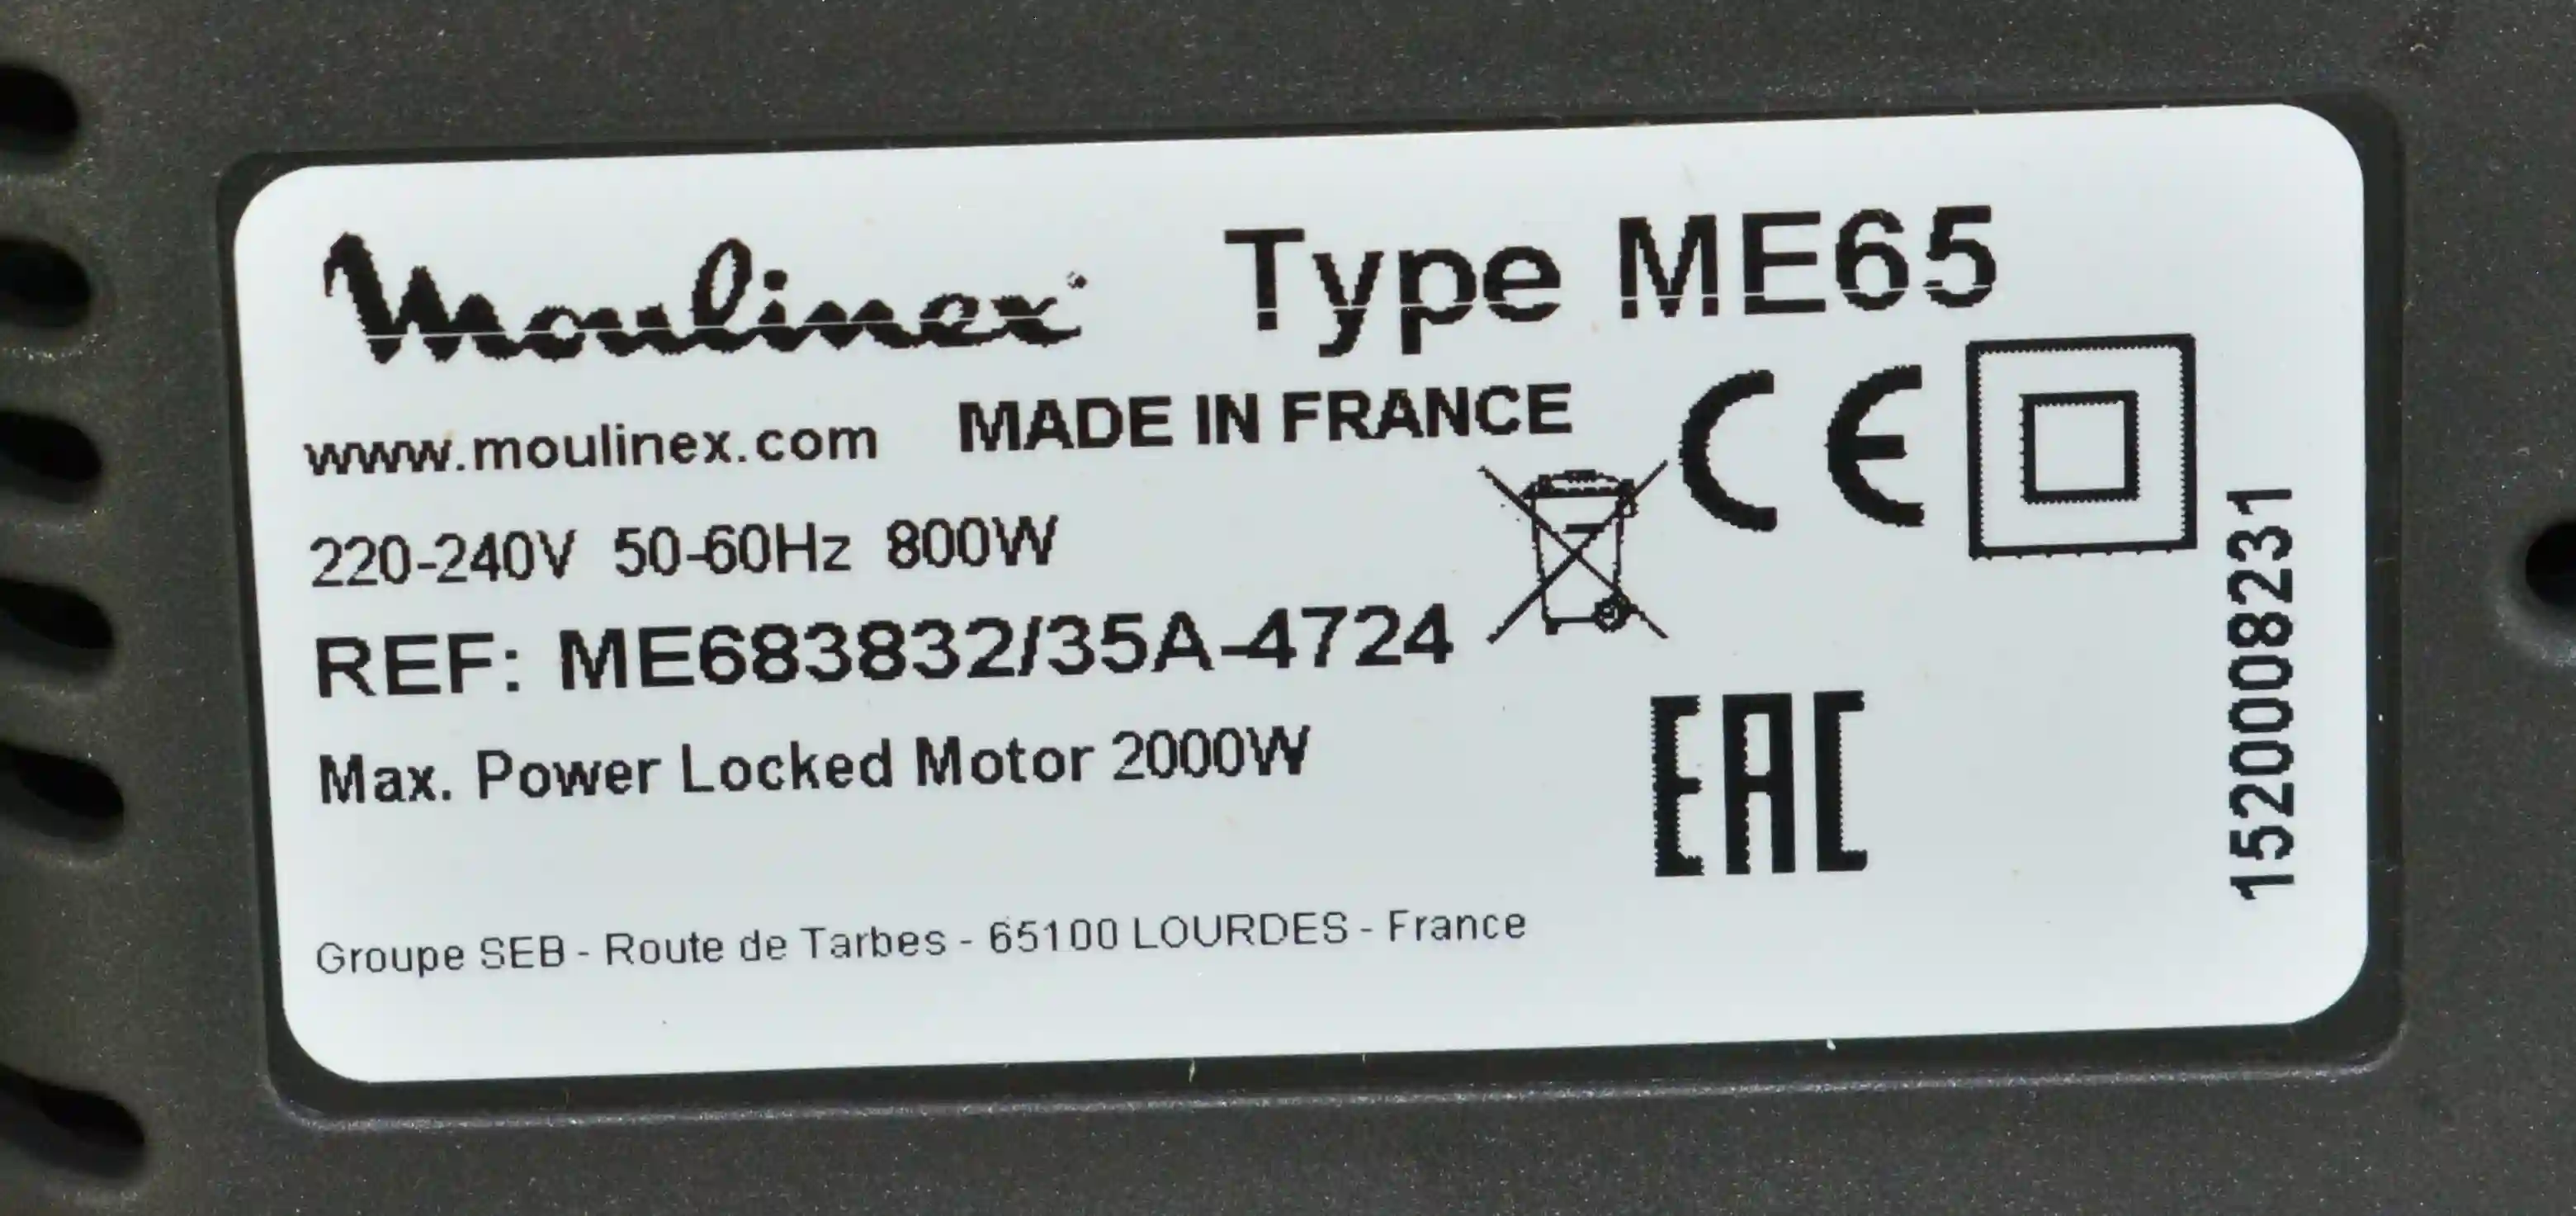 Moulinex Type ME65
www.moulinex.com MADE IN FRANCE CE
220-240V 50-60Hz 800W
REF: ME683832/35A-4724
Max. Power Locked Motor 2000W
EAC
1520008231
Groupe SEB - Route de Tarbes - 65100 LOURDES - France